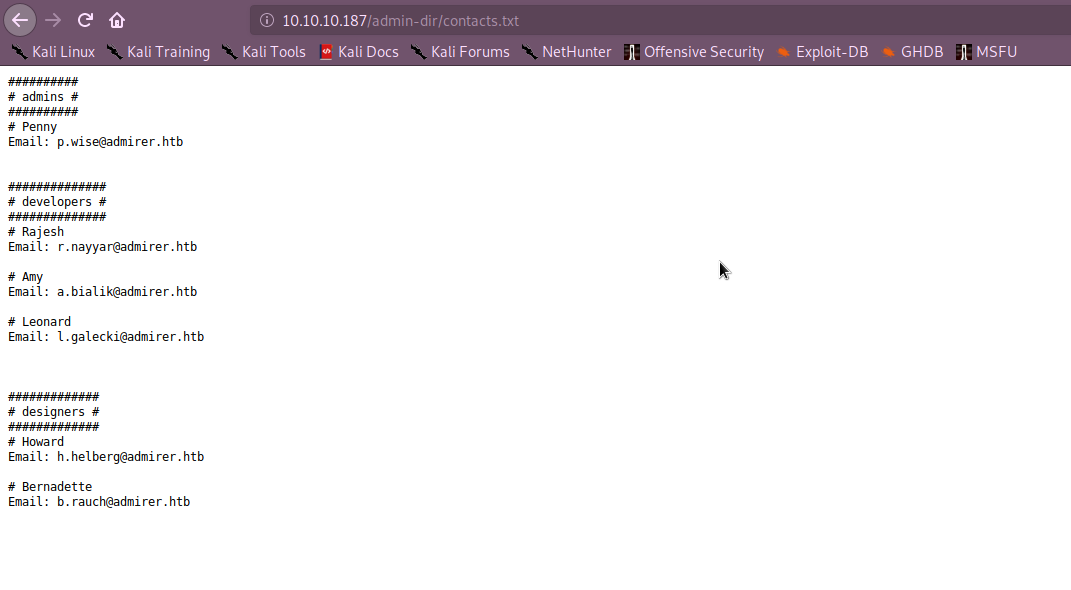 10.10.10.187/admin-dir/contacts.txt
Kali Linux Kali Training Kali Tools Kali Docs Kali Forums NetHunter Offensive Security Exploit-DB GHDB MSFU
##########
# admins #
##########
# Penny
Email: p.wise@admirer.htb
##############
# developers #
##############
# Rajesh
Email: r.nayyar@admirer.htb
# Amy
Email: a.bialik@admirer.htb
# Leonard
Email: l.galecki@admirer.htb
#############
# designers #
#############
# Howard
Email: h.helberg@admirer.htb
# Bernadette
Email: b.rauch@admirer.htb